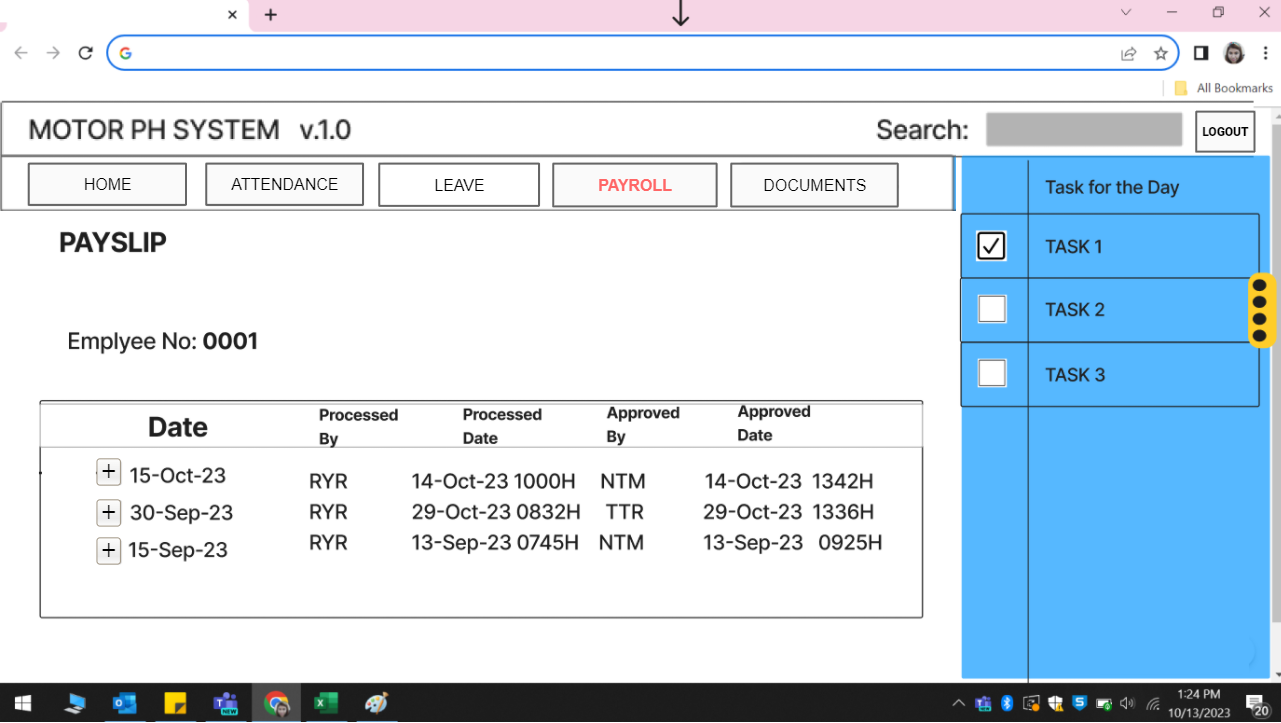 All Bookmarks
MOTOR PH SYSTEM v.1.0
Search:
LOGOUT
HOME
ATTENDANCE
LEAVE
PAYROLL
DOCUMENTS
Task for the Day
PAYSLIP
TASK 1
TASK 2
Emplyee No: 0001
TASK 3
Date
Processed By
Processed Date
Approved By
Approved Date
+ 15-Oct-23 RYR 14-Oct-23 1000H NTM 14-Oct-23 1342H
+ 30-Sep-23 RYR 29-Oct-23 0832H TTR 29-Oct-23 1336H
+ 15-Sep-23 RYR 13-Sep-23 0745H NTM 13-Sep-23 0925H
1:24 PM
10/13/2023
20